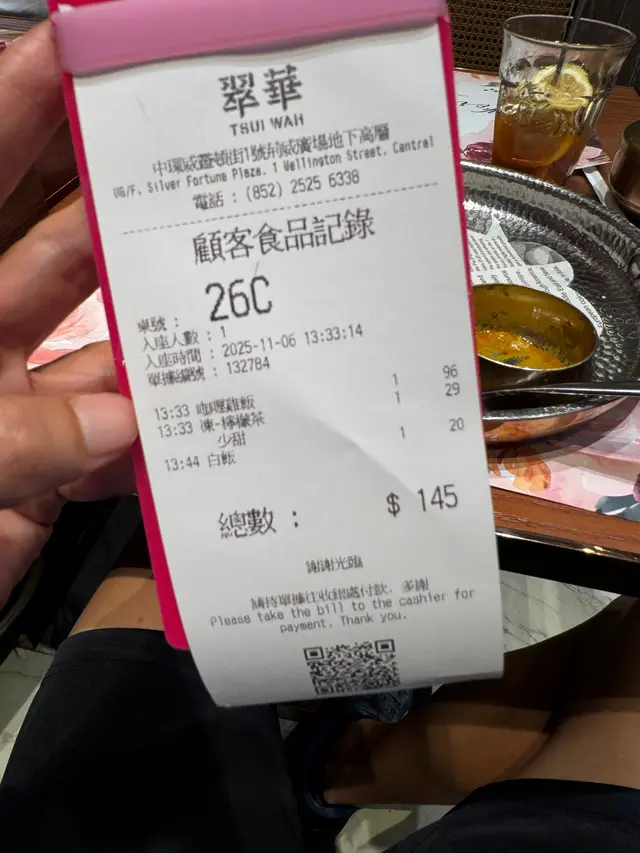 翠華
TSUI WAH
中環威靈頓街1號荊威廣場地下高層
UG/F, Silver Fortune Plaza, 1 Wellington Street, Central
電話 : (852) 2525 6338
顧客食品記錄
26C
桌號 :
入座人數 : 1
入座時間 : 2025-11-06 13:33:14
單據編號 : 132784
13:33 咖喱雞飯 1 96
13:33 凍-檸檬茶 1 29
少甜
13:44 白飯 1 20
總數 : $ 145
謝謝光臨
請持單據往收銀處付款, 多謝
Please take the bill to the cashier for
payment. Thank you.